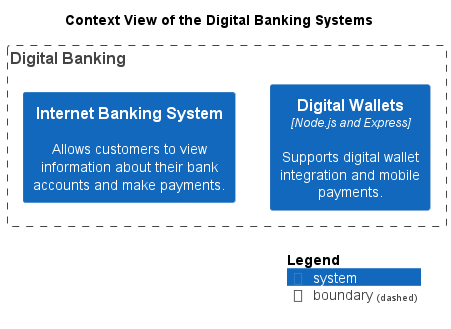 Context View of the Digital Banking Systems
Digital Banking
Internet Banking System
Allows customers to view
information about their bank
accounts and make payments.
Digital Wallets
[Node.js and Express]
Supports digital wallet
integration and mobile
payments.
Legend
system
boundary (dashed)